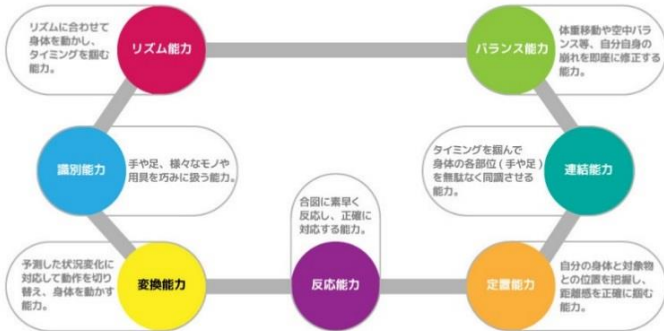 リズムに合わせて
身体を動かし、
タイミングを掴む
能力。
リズム能力
バランス能力
体重移動や空中バラ
ンス等、自分自身の
崩れを即座に修正する
能力。
識別能力
手や足、様々なモノや
用具を巧みに扱う能力。
タイミングを掴んで
身体の各部位(手や足)
を無駄なく同調させる
能力。
連結能力
予測した状況変化に
対応して動作を切り
替え、身体を動かす
能力。
変換能力
合図に素早く
反応し、正確に
対応する能力。
反応能力
定置能力
自分の身体と対象物
との位置を把握し、
距離感を正確に掴む
能力。